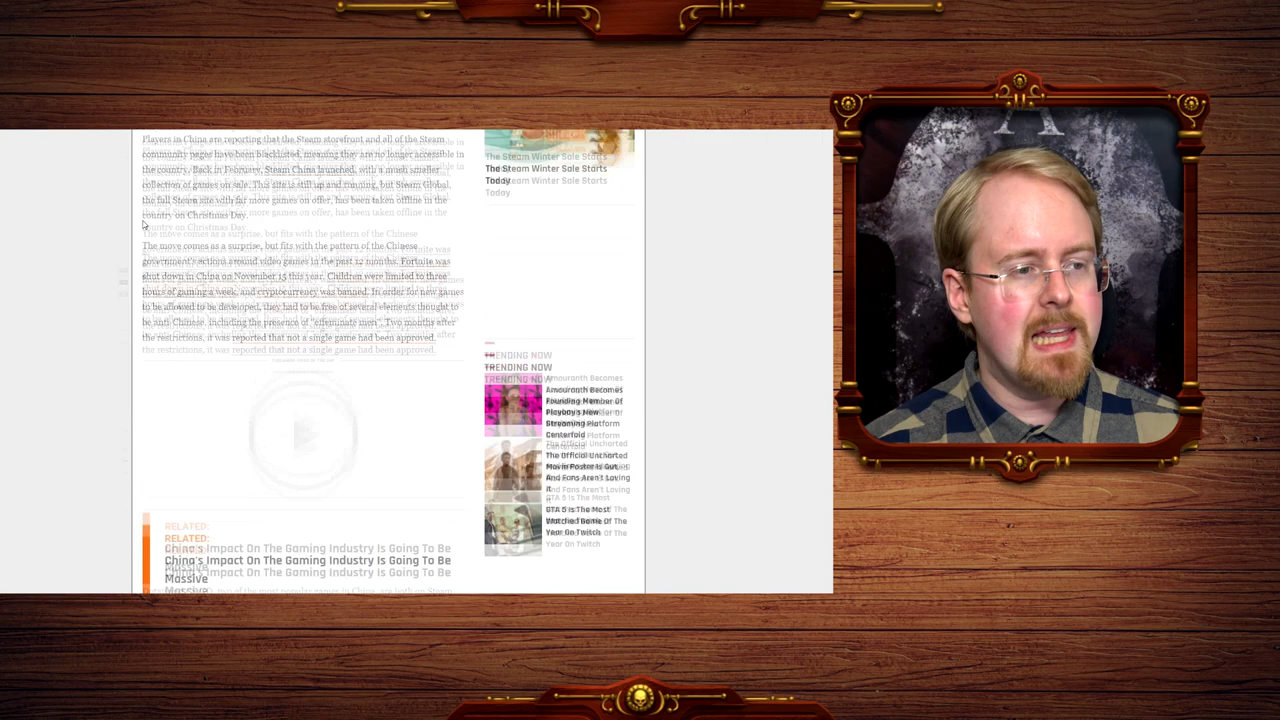 Players in China are reporting that the Steam storefront and all of the Steam
community pages have been blacklisted, meaning they are no longer accessible in
the country. Back in February, Steam China launched, with a much smaller
collection of games on sale. This site is still up and running, but Steam Global,
the full Steam site with far more games on offer, has been taken offline in the
country on Christmas Day.
The move comes as a surprise, but fits with the pattern of the Chinese
government's actions around video games in the past 12 months. Fortnite was
shut down in China on November 15 this year. Children were limited to three
hours of gaming a week, and cryptocurrency was banned. In order for new games
to be allowed to be developed, they had to be free of several elements thought to
be anti-Chinese, including the presence of "effeminate men". Two months after
the restrictions, it was reported that not a single game had been approved.
RELATED:
China's Impact On The Gaming Industry Is Going To Be
Massive
The Steam Winter Sale Starts
Today
TRENDING NOW
Amouranth Becomes
Founding Member Of
Playboy's New
Streaming Platform
Centerfold
The Official Uncharted
Movie Poster Is Out,
And Fans Aren't Loving
It
GTA 5 Is The Most
Watched Game Of The
Year On Twitch
A